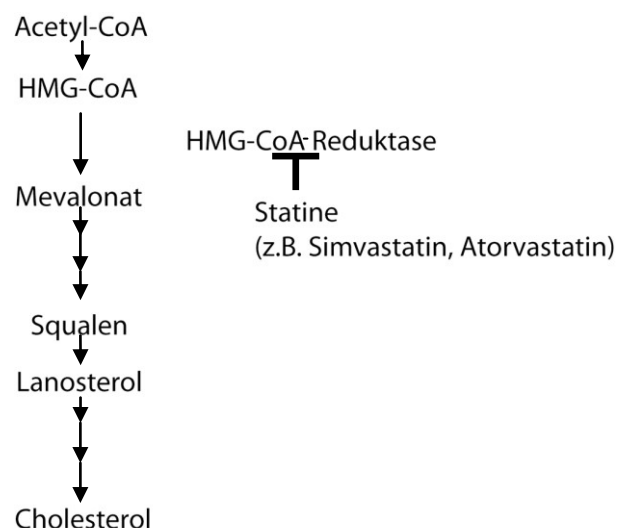 Acetyl-CoA
HMG-CoA
HMG-CoA-Reduktase
Mevalonat
Statine
(z.B. Simvastatin, Atorvastatin)
Squalen
Lanosterol
Cholesterol